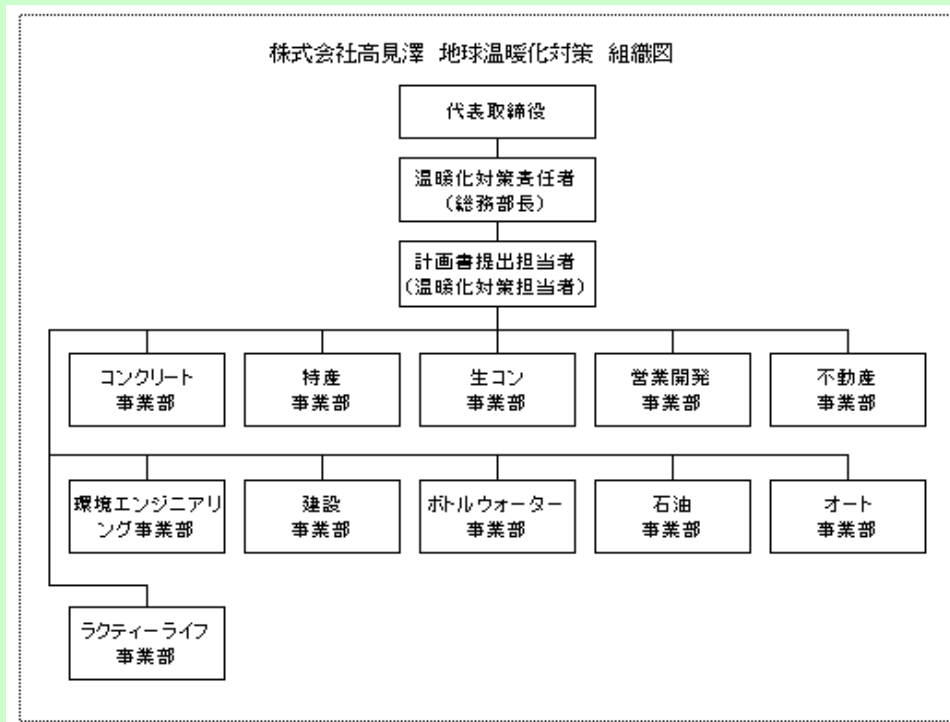 株式会社高見澤 地球温暖化対策 組織図
代表取締役
温暖化対策責任者
(総務部長)
計画書提出担当者
(温暖化対策担当者)
コンクリート
事業部
特産
事業部
生コン
事業部
営業開発
事業部
不動産
事業部
環境エンジニアリ
ング事業部
建設
事業部
ボトルウォーター
事業部
石油
事業部
オート
事業部
ラクティーライフ
事業部